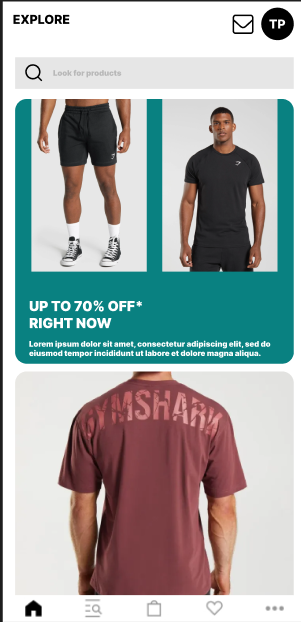 EXPLORE
TP
Look for products
UP TO 70% OFF*
RIGHT NOW
Lorem ipsum dolor sit amet, consectetur adipiscing elit, sed do
eiusmod tempor incididunt ut labore et dolore magna aliqua.
GYMSHARK